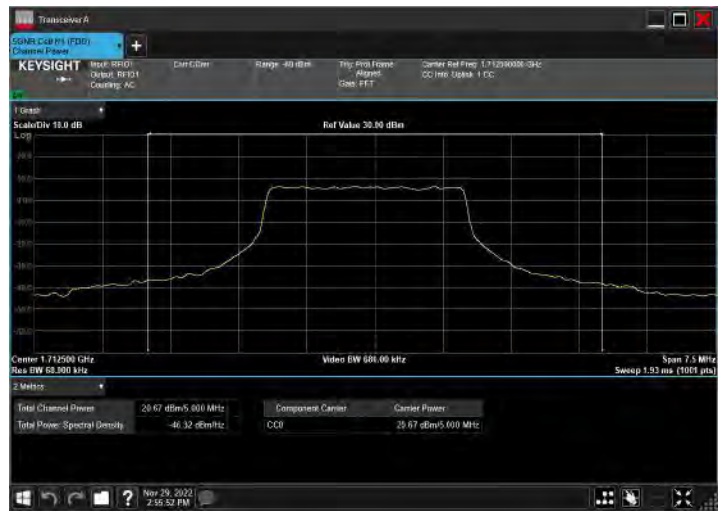 Transceiver A
5GNR Cell #1 (FDD)
Channel Power
KEYSIGHT
Input: RFIO1
Output: RFIO1
Coupling: AC
Corr CCorr
Range: -60 dBm
Trig: Prdc Frame
Aligned
Gate: FFT
Carrier Ref Freq: 1.712500000 GHz
CC Info: Uplink, 1 CC
1 Graph
Scale/Div 10.0 dB
Ref Value 30.00 dBm
Log
Center 1.712500 GHz
Video BW 680.00 kHz
Span 7.5 MHz
Res BW 68.000 kHz
Sweep 1.93 ms (1001 pts)
2 Metrics
Total Channel Power
20.67 dBm/5.000 MHz
Total Power Spectral Density
-46.32 dBm/Hz
Component Carrier
Carrier Power
CC0
20.67 dBm/5.000 MHz
Nov 29, 2022
2:55:52 PM